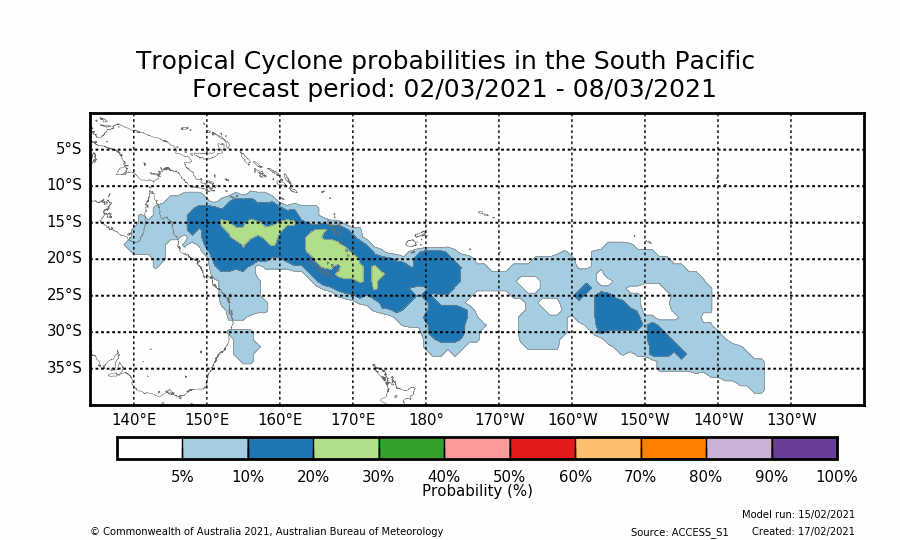 Tropical Cyclone probabilities in the South Pacific
Forecast period: 02/03/2021 - 08/03/2021
5°S
10°S
15°S
20°S
25°S
30°S
35°S
140°E 150°E 160°E 170°E 180° 170°W 160°W 150°W 140°W 130°W
5% 10% 20% 30% 40% 50% 60% 70% 80% 90% 100%
Probability (%)
Model run: 15/02/2021
© Commonwealth of Australia 2021, Australian Bureau of Meteorology Source: ACCESS_S1 Created: 17/02/2021